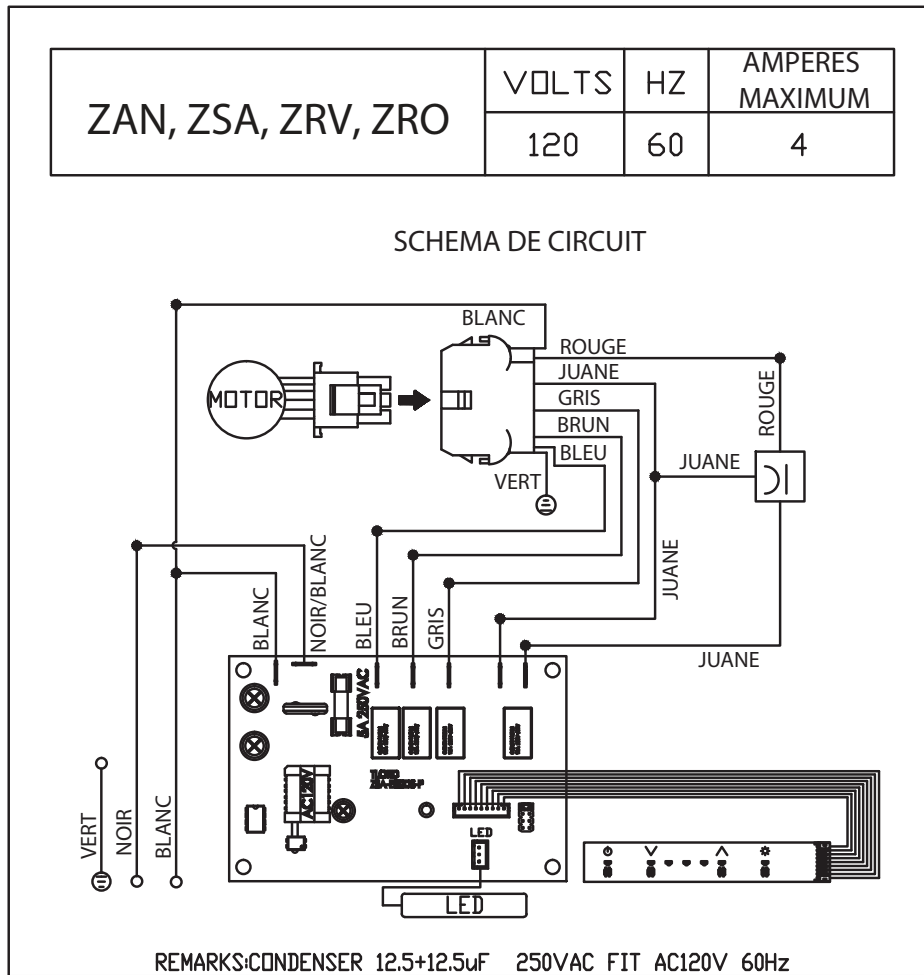 ZAN, ZSA, ZRV, ZRO
VOLTS
HZ
AMPERES
MAXIMUM
120
60
4
SCHEMA DE CIRCUIT
BLANC
ROUGE
JUANE
GRIS
BRUN
BLEU
VERT
MOTOR
ROUGE
JUANE
JUANE
JUANE
BLANC
NOIR/BLANC
BLEU
BRUN
GRIS
5A 250VAC
AC120V
LED
LED
VERT
NOIR
BLANC
REMARKS:CONDENSER 12.5+12.5uF 250VAC FIT AC120V 60Hz